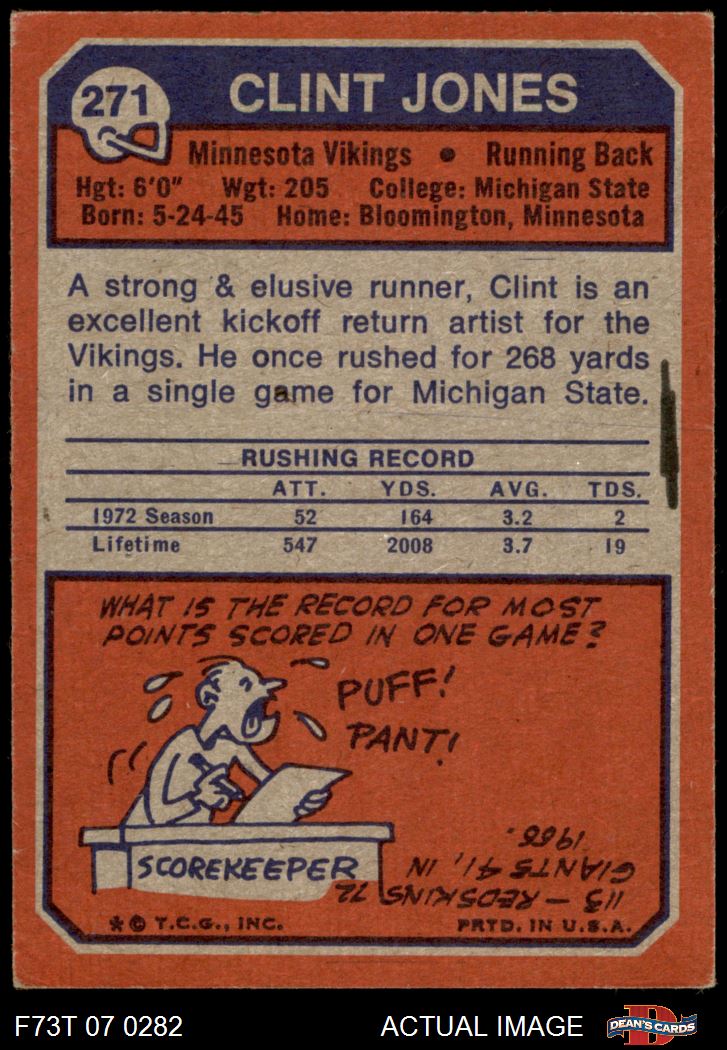 271
CLINT JONES
Minnesota Vikings • Running Back
Hgt: 6'0" Wgt: 205 College: Michigan State
Born: 5-24-45 Home: Bloomington, Minnesota
A strong & elusive runner, Clint is an
excellent kickoff return artist for the
Vikings. He once rushed for 268 yards
in a single game for Michigan State.
RUSHING RECORD
ATT. YDS. AVG. TDS.
1972 Season 52 164 3.2 2
Lifetime 547 2008 3.7 19
WHAT IS THE RECORD FOR MOST
POINTS SCORED IN ONE GAME?
PUFF!
PANT!
SCOREKEEPER
113 — REDSKINS 72
GIANTS 41, IN
1966.
* © T.C.G., INC. PRTD. IN U.S.A.
F73T 07 0282 ACTUAL IMAGE
D
DEAN'S CARDS